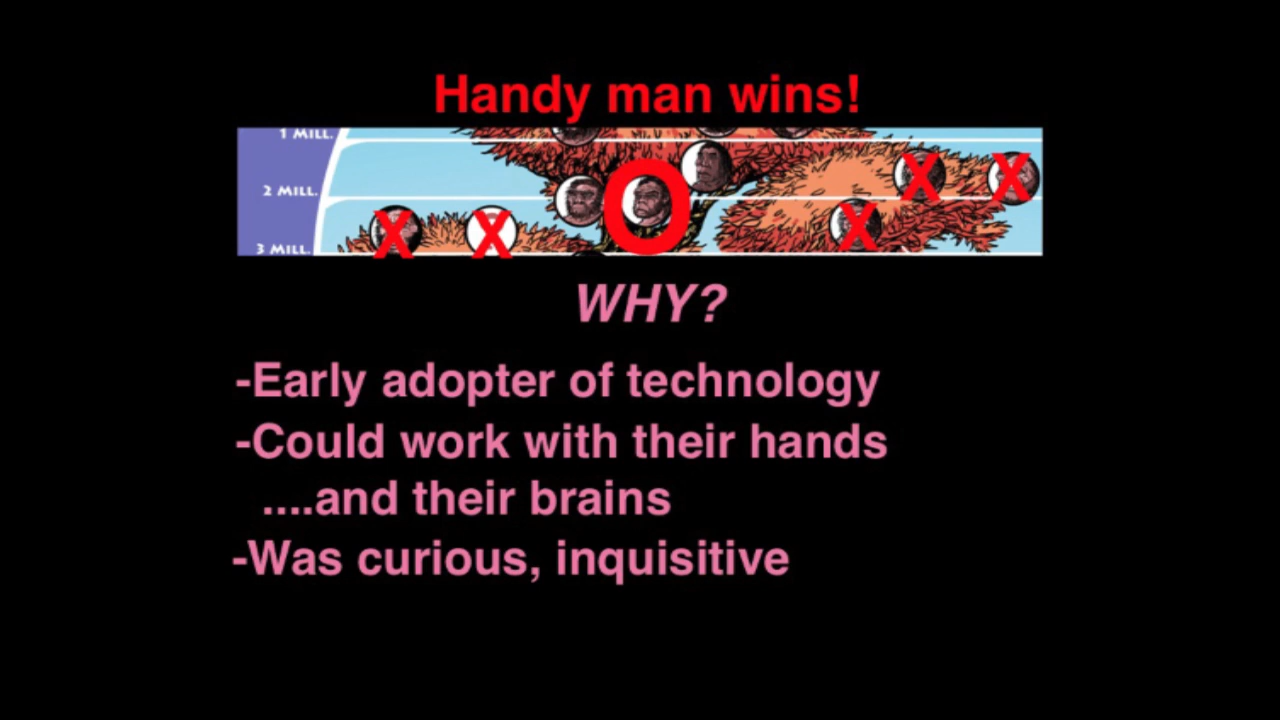 Handy man wins!
1 MILL.
2 MILL.
O
X X
X X X
3 MILL.
WHY?
-Early adopter of technology
-Could work with their hands
....and their brains
-Was curious, inquisitive